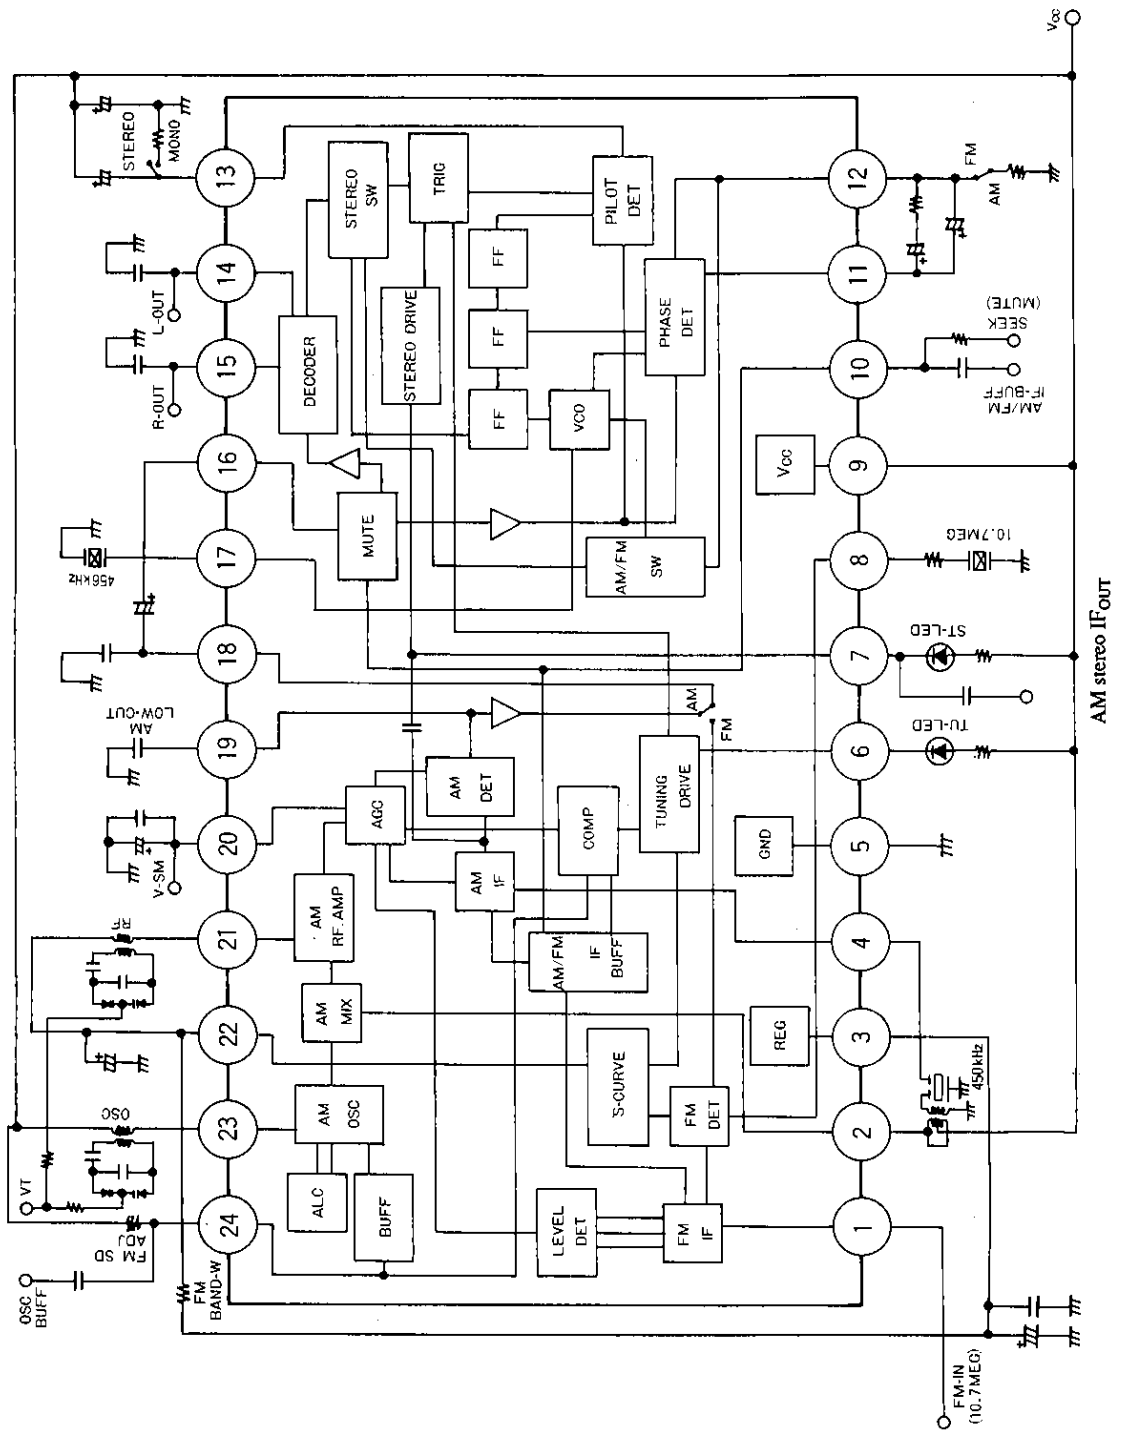 Vcc
STEREO
MONO
L-OUT
R-OUT
456kHz
AM
LOW-CUT
V-SM
RF
OSC
VT
FM SD
ADJ
OSC
BUFF
FM
BAND-W
13
14
15
16
17
18
19
20
21
22
23
24
STEREO
SW
TRIG
PILOT
DET
FF
FF
FF
STEREO DRIVE
DECODER
PHASE
DET
VCO
MUTE
AM/FM
SW
Vcc
AM
FM
AGC
AM
DET
COMP
TUNING
DRIVE
GND
AM
IF
AM
RF.AMP
AM/FM
IF
BUFF
AM
MIX
REG
S-CURVE
AM
OSC
FM
DET
ALC
BUFF
LEVEL
DET
FM
IF
12
11
10
9
8
7
6
5
4
3
2
1
FM
AM
SEEK
(MUTE)
AM/FM
IF-BUFF
10.7MEG
ST-LED
TU-LED
450kHz
FM-IN
(10.7MEG)
AM stereo IFOUT